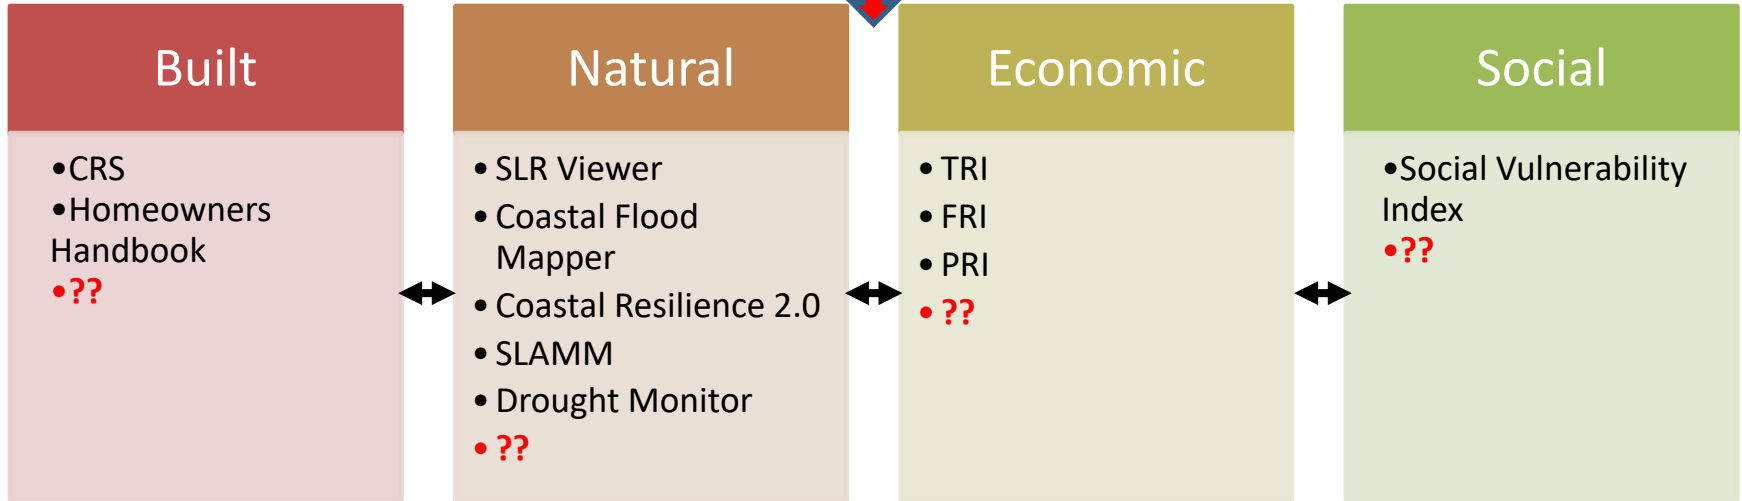 Built
•CRS
•Homeowners
Handbook
•??
Natural
• SLR Viewer
• Coastal Flood
Mapper
• Coastal Resilience 2.0
• SLAMM
• Drought Monitor
• ??
Economic
• TRI
• FRI
• PRI
• ??
Social
•Social Vulnerability
Index
•??